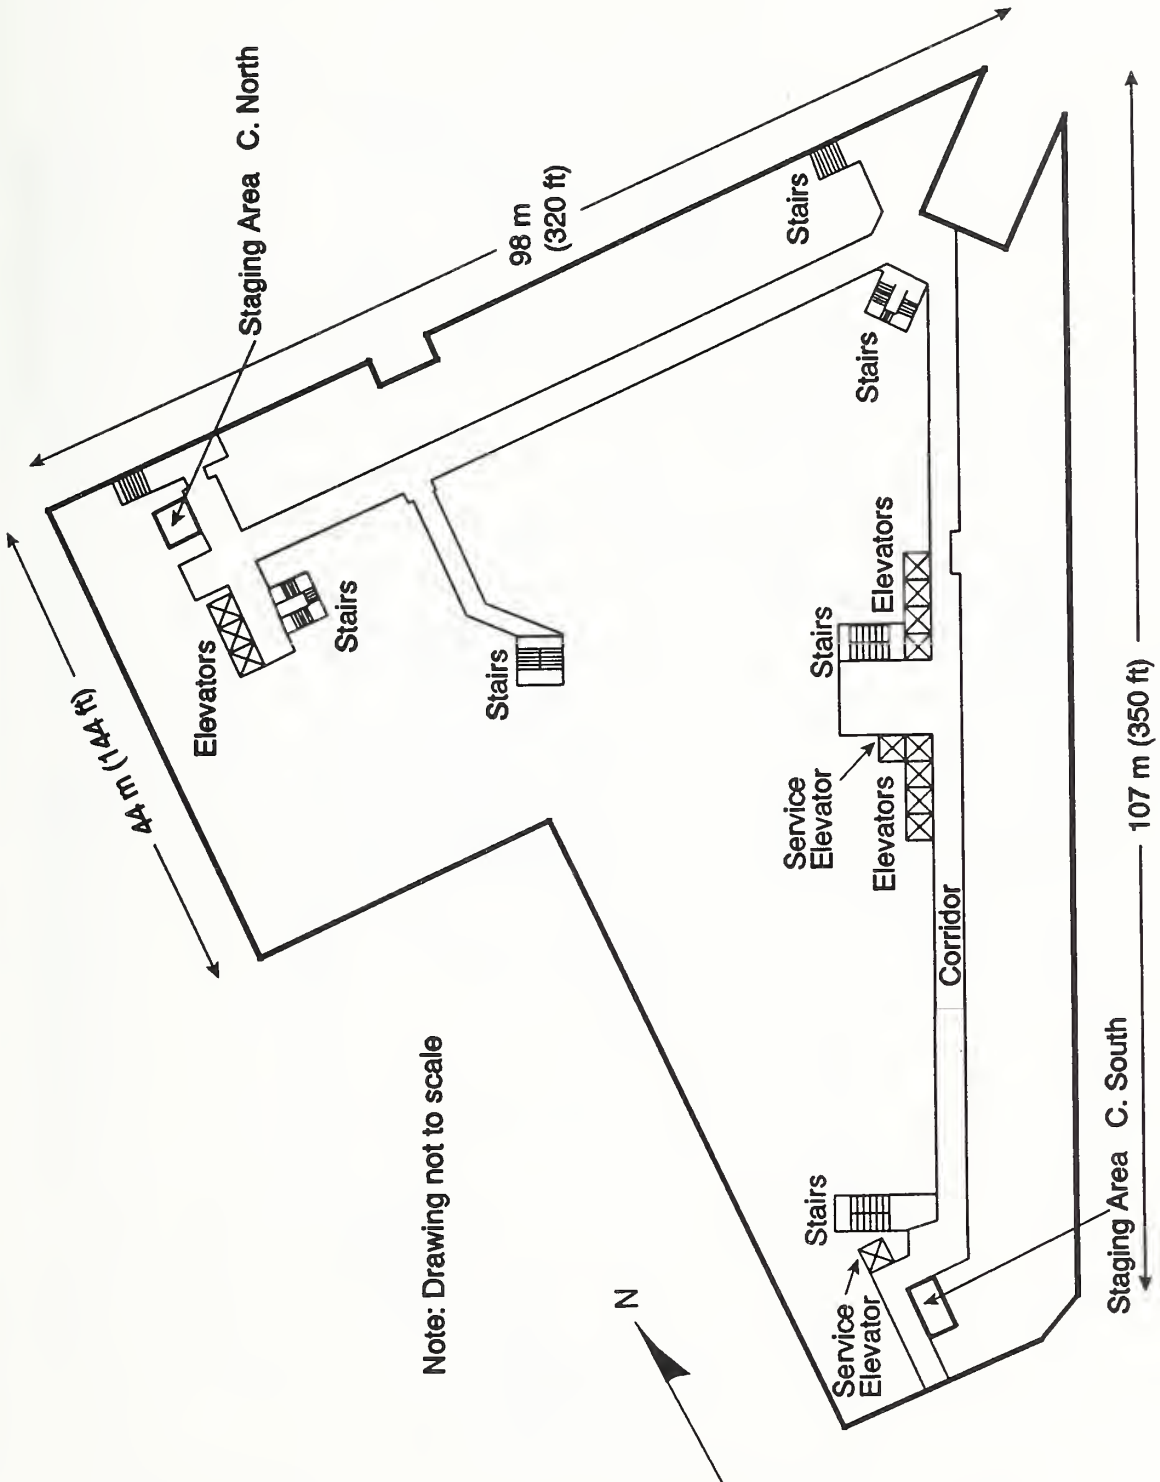 Staging Area C. North
98 m
(320 ft)
Stairs
Stairs
44 m (144 ft)
Elevators
Stairs
Stairs
Elevators
Stairs
Service
Elevator
Elevators
107 m (350 ft)
Corridor
Note: Drawing not to scale
N
Stairs
Service
Elevator
Staging Area C. South